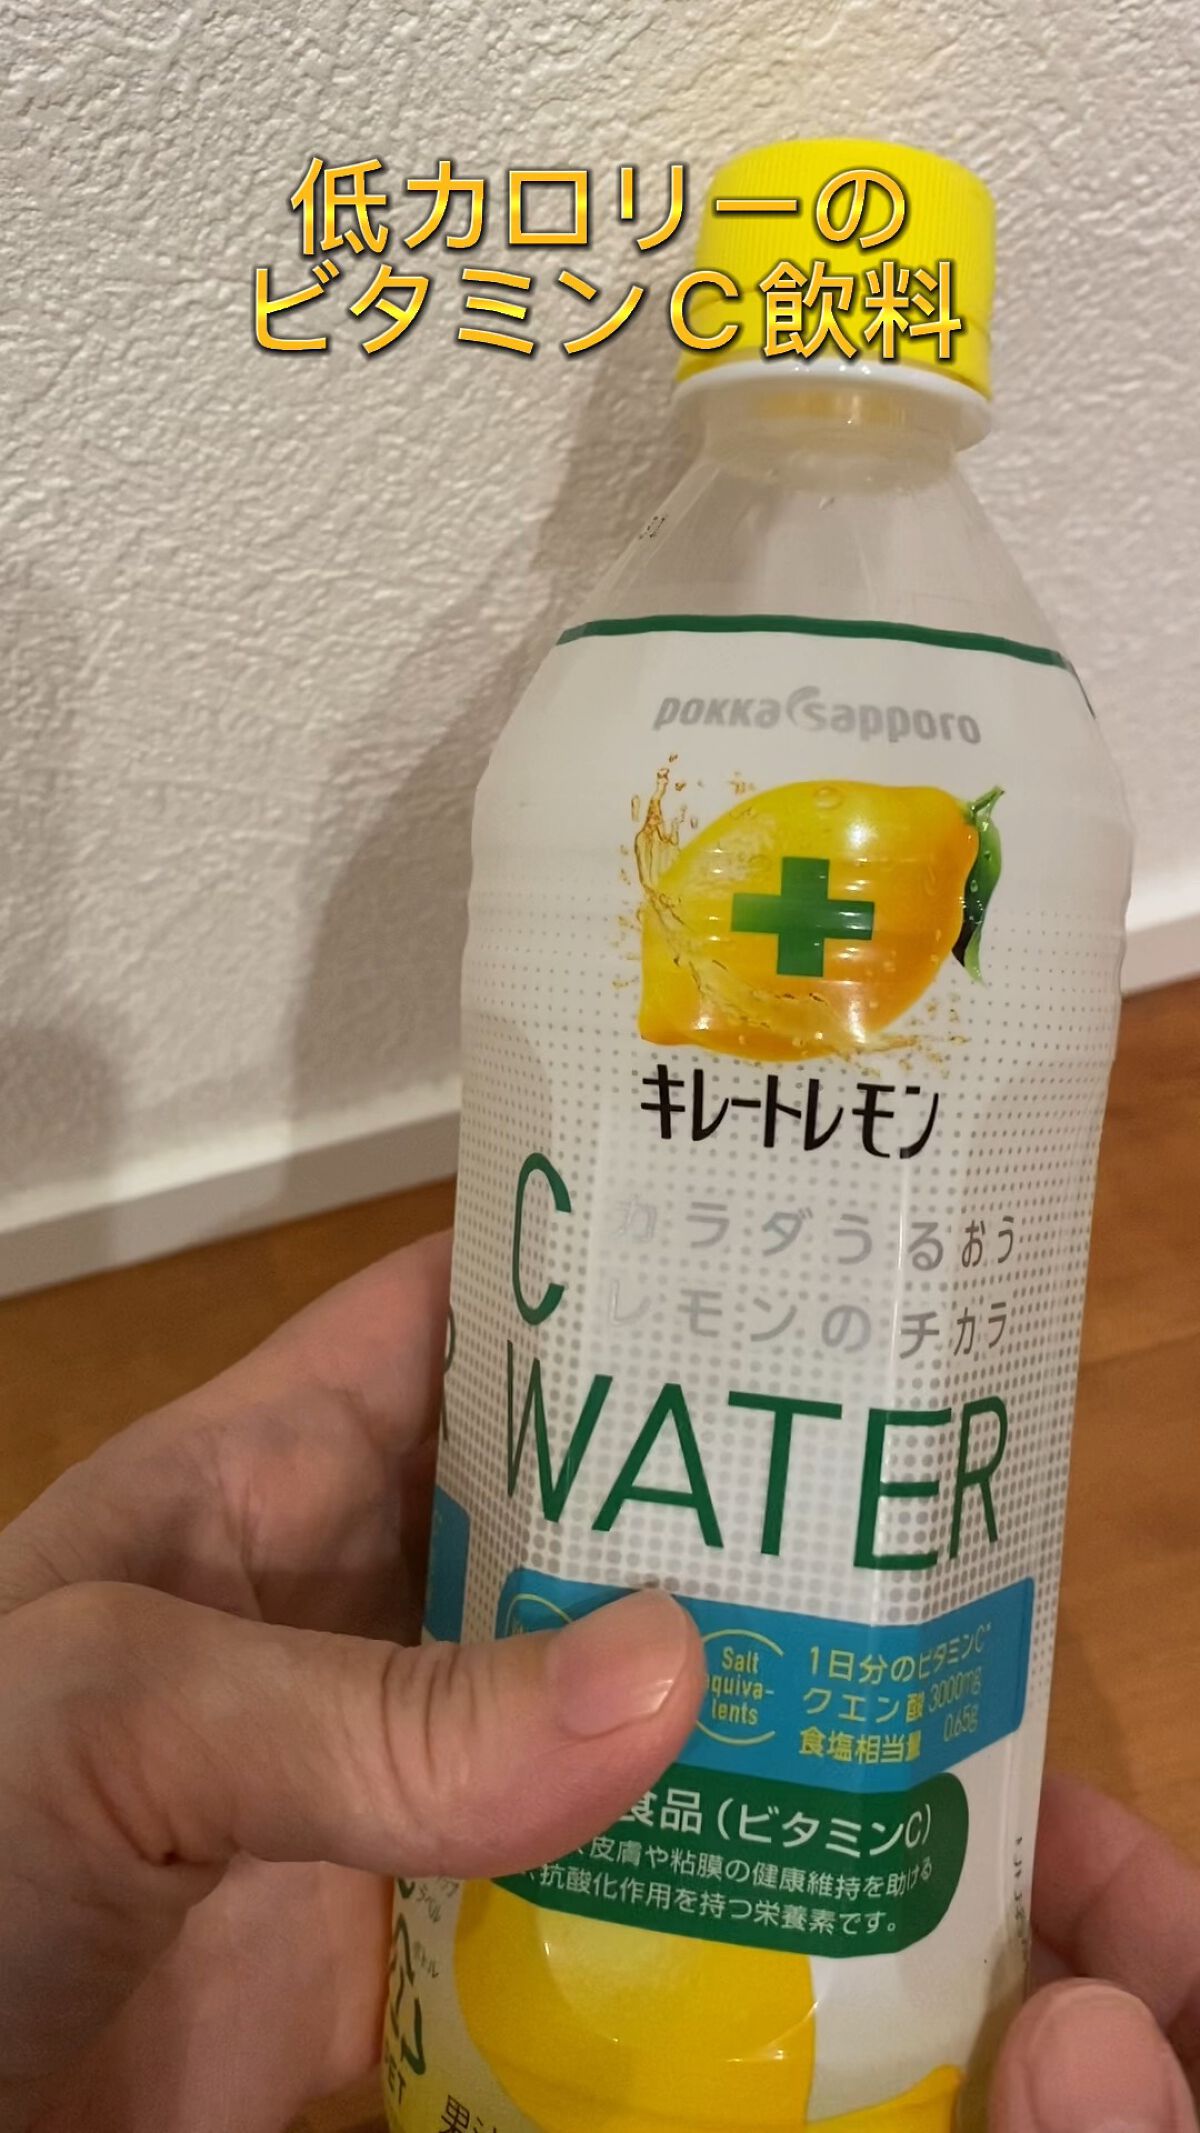 低カロリーの
ビタミンC飲料
pokka sapporo
キレートレモン
カラダうるおう
レモンのチカラ
C
WATER
Salt
equiva-
lents
1日分のビタミンC*
クエン酸 3000mg
食塩相当量 0.65g
食品(ビタミンC)
皮膚や粘膜の健康維持を助ける
抗酸化作用を持つ栄養素です。
ボトル
PET